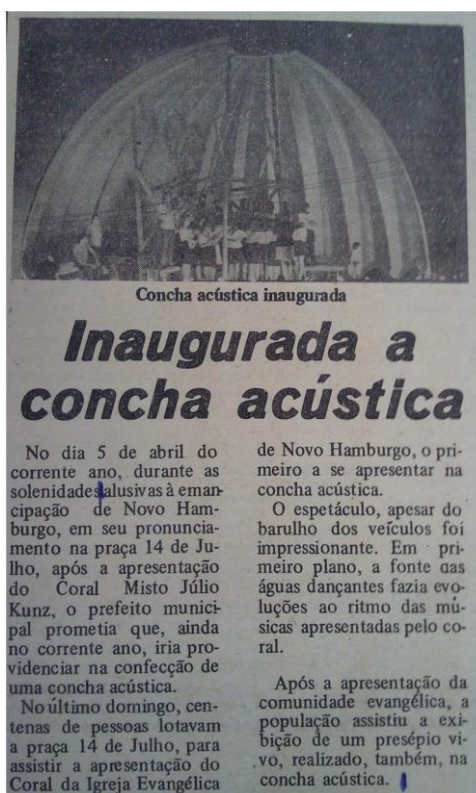 Concha acústica inaugurada
Inaugurada a
concha acústica
No dia 5 de abril do
corrente ano, durante as
solenidades alusivas à eman-
cipação de Novo Ham-
burgo, em seu pronuncia-
mento na praça 14 de Ju-
lho, após a apresentação
do Coral Misto Júlio
Kunz, o prefeito munici-
pal prometia que, ainda
no corrente ano, iria pro-
videnciar na confecção de
uma concha acústica.
No último domingo, cen-
tenas de pessoas lotavam
a praça 14 de Julho, para
assistir a apresentação do
Coral da Igreja Evangélica
de Novo Hamburgo, o pri-
meiro a se apresentar na
concha acústica.
O espetáculo, apesar do
barulho dos veículos foi
impressionante. Em pri-
meiro plano, a fonte das
águas dançantes fazia evo-
luções ao ritmo das mú-
sicas apresentadas pelo co-
ral.
Após a apresentação da
comunidade evangélica, a
população assistiu a exi-
bição de um presépio vi-
vo, realizado, também, na
concha acústica.